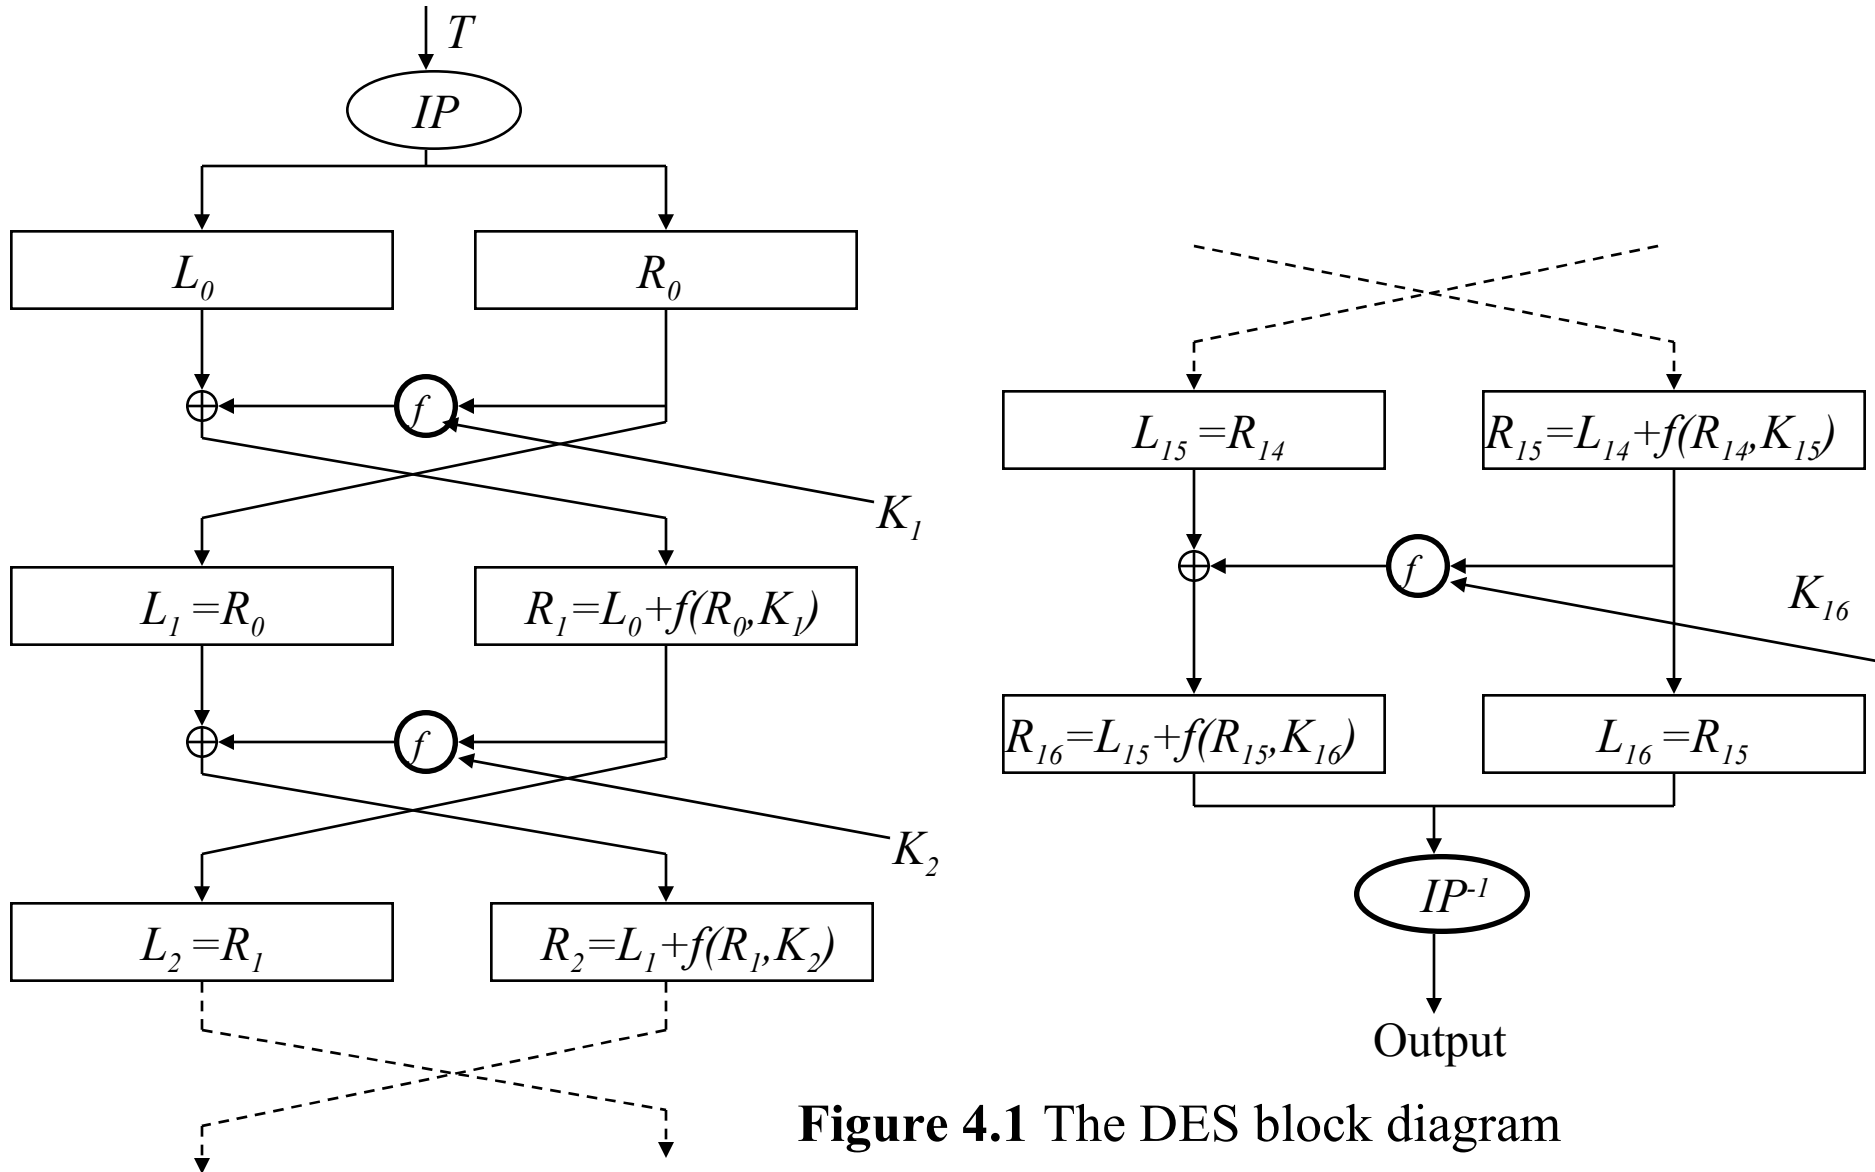 T
IP
L₀
R₀
f
K₁
L₁ =R₀
R₁=L₀+f(R₀,K₁)
f
K₂
L₂ =R₁
R₂=L₁+f(R₁,K₂)
L₁₅ =R₁₄
R₁₅=L₁₄+f(R₁₄,K₁₅)
f
K₁₆
R₁₆=L₁₅+f(R₁₅,K₁₆)
L₁₆ =R₁₅
IP⁻¹
Output
Figure 4.1 The DES block diagram